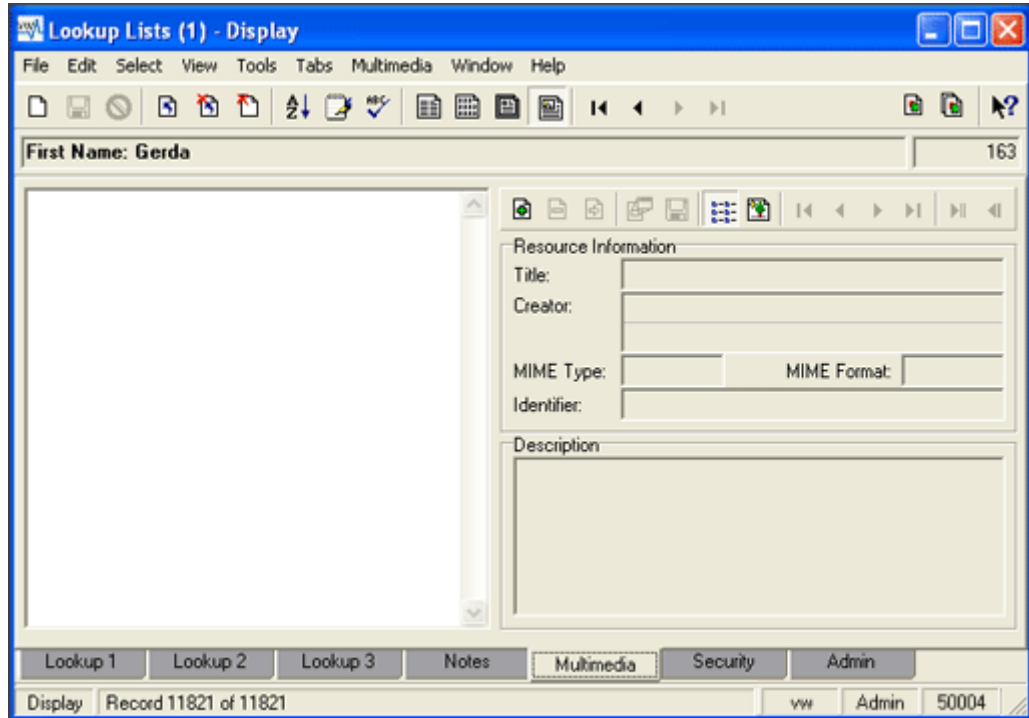 Lookup Lists (1) - Display
File Edit Select View Tools Tabs Multimedia Window Help
First Name: Gerda 163
Resource Information
Title:
Creator:
MIME Type: MIME Format:
Identifier:
Description
Lookup 1 Lookup 2 Lookup 3 Notes Multimedia Security Admin
Display Record 11821 of 11821 vw Admin 50004